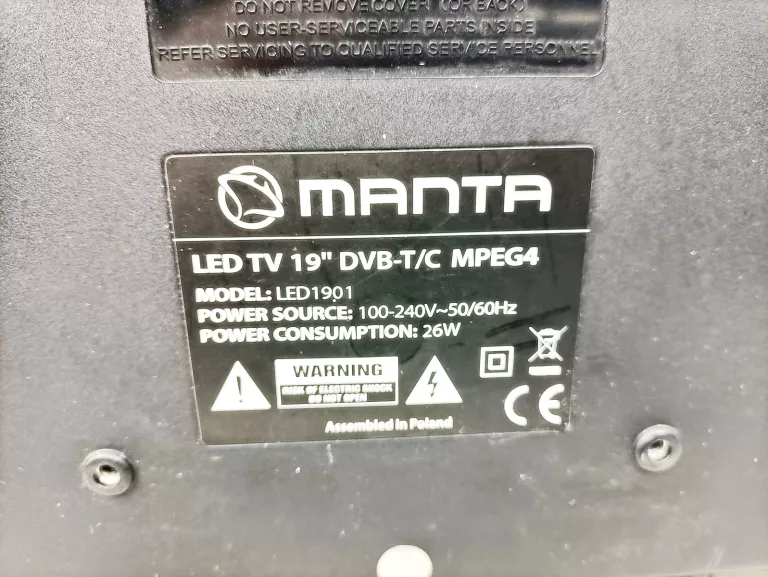 DO NOT REMOVE COVER (OR BACK)
NO USER-SERVICEABLE PARTS INSIDE
REFER SERVICING TO QUALIFIED SERVICE PERSONNEL
MANTA
LED TV 19" DVB-T/C MPEG4
MODEL: LED1901
POWER SOURCE: 100-240V~50/60Hz
POWER CONSUMPTION: 26W
WARNING
RISK OF ELECTRIC SHOCK
DO NOT OPEN
CE
Assembled in Poland